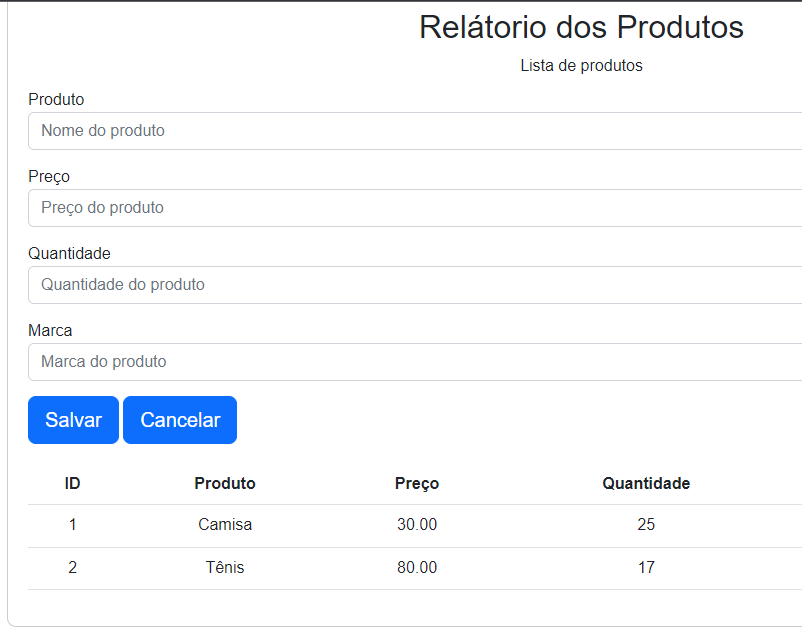 Relátorio dos Produtos
Lista de produtos
Produto
Nome do produto
Preço
Preço do produto
Quantidade
Quantidade do produto
Marca
Marca do produto
Salvar Cancelar
ID Produto Preço Quantidade
1 Camisa 30.00 25
2 Tênis 80.00 17